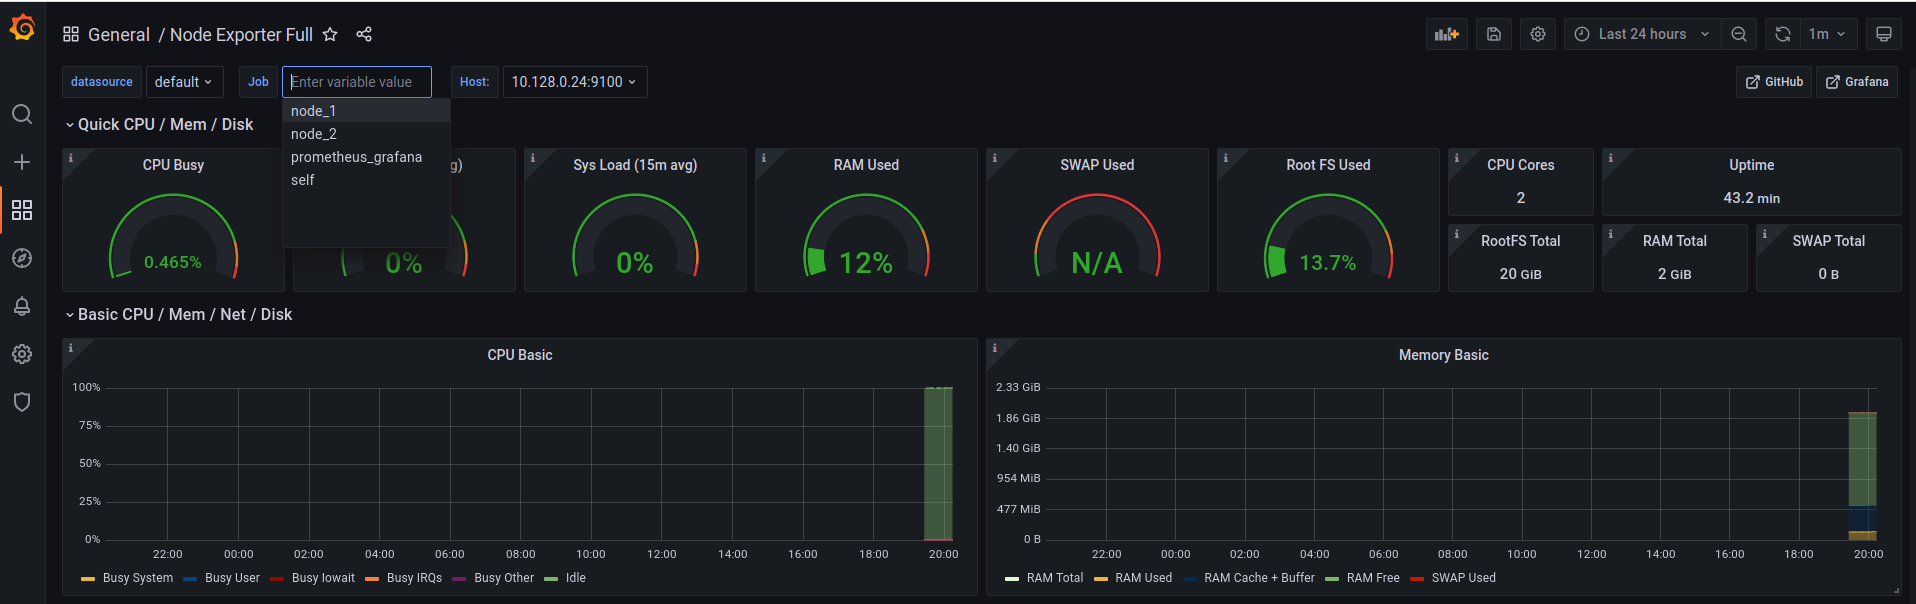 General / Node Exporter Full
Last 24 hours
1m
datasource
default
Job
Enter variable value
Host:
10.128.0.24:9100
GitHub
Grafana
node_1
node_2
prometheus_grafana
self
Quick CPU / Mem / Disk
CPU Busy
0.465%
g)
0%
Sys Load (15m avg)
0%
RAM Used
12%
SWAP Used
N/A
Root FS Used
13.7%
CPU Cores
2
Uptime
43.2 min
RootFS Total
20 GiB
RAM Total
2 GiB
SWAP Total
0 B
Basic CPU / Mem / Net / Disk
CPU Basic
100%
75%
50%
25%
0%
22:00 00:00 02:00 04:00 06:00 08:00 10:00 12:00 14:00 16:00 18:00 20:00
Busy System Busy User Busy Iowait Busy IRQs Busy Other Idle
Memory Basic
2.33 GiB
1.86 GiB
1.40 GiB
954 MiB
477 MiB
0 B
22:00 00:00 02:00 04:00 06:00 08:00 10:00 12:00 14:00 16:00 18:00 20:00
RAM Total RAM Used RAM Cache + Buffer RAM Free SWAP Used